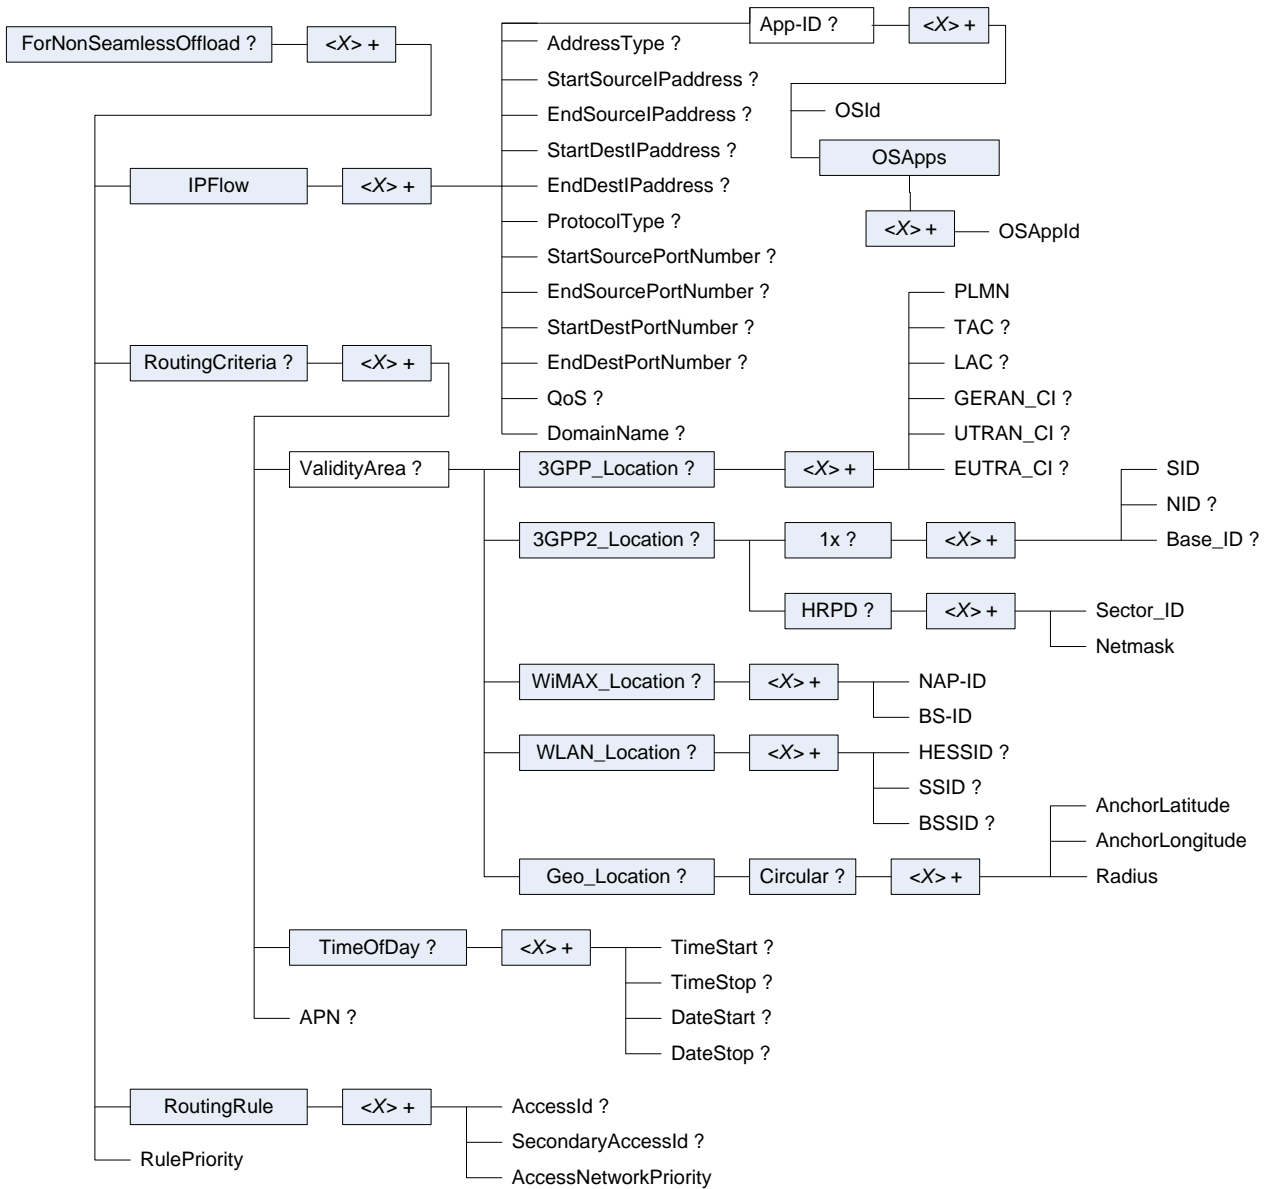 ForNonSeamlessOffload ?
<X> +
App-ID ?
<X> +
AddressType ?
StartSourceIPaddress ?
EndSourceIPaddress ?
StartDestIPaddress ?
EndDestIPaddress ?
ProtocolType ?
StartSourcePortNumber ?
EndSourcePortNumber ?
StartDestPortNumber ?
EndDestPortNumber ?
QoS ?
DomainName ?
OSId
OSApps
<X> +
OSAppId
IPFlow
<X> +
RoutingCriteria ?
<X> +
ValidityArea ?
3GPP_Location ?
<X> +
PLMN
TAC ?
LAC ?
GERAN_CI ?
UTRAN_CI ?
EUTRA_CI ?
3GPP2_Location ?
1x ?
<X> +
SID
NID ?
Base_ID ?
HRPD ?
<X> +
Sector_ID
Netmask
WiMAX_Location ?
<X> +
NAP-ID
BS-ID
WLAN_Location ?
<X> +
HESSID ?
SSID ?
BSSID ?
Geo_Location ?
Circular ?
<X> +
AnchorLatitude
AnchorLongitude
Radius
TimeOfDay ?
<X> +
TimeStart ?
TimeStop ?
DateStart ?
DateStop ?
APN ?
RoutingRule
<X> +
AccessId ?
SecondaryAccessId ?
AccessNetworkPriority
RulePriority